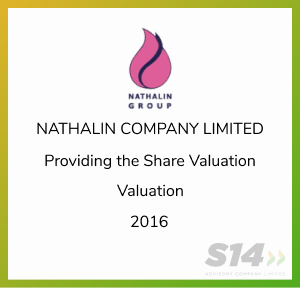 NATHALIN
GROUP
NATHALIN COMPANY LIMITED
Providing the Share Valuation
Valuation
2016
S14
ADVISORY COMPANY LIMITED